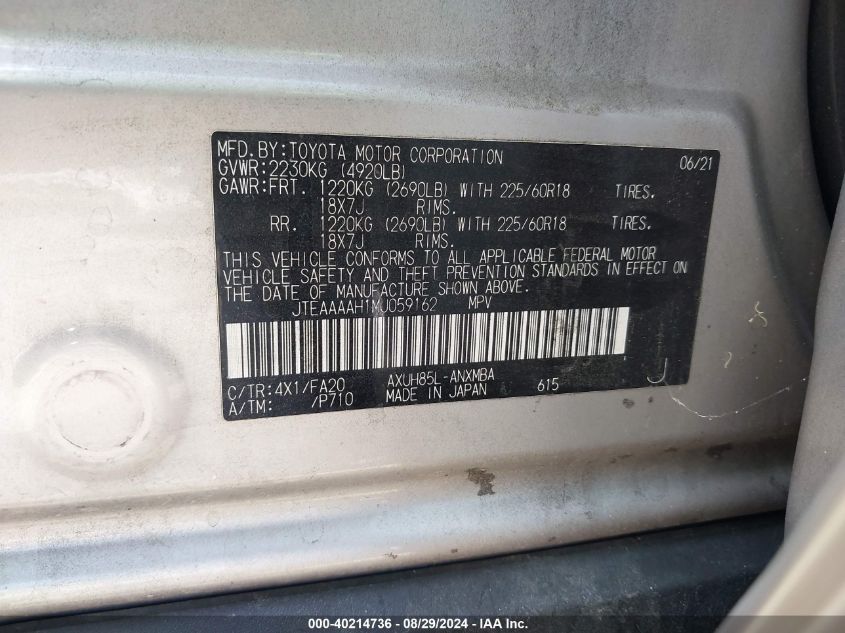 MFD. BY:TOYOTA MOTOR CORPORATION 06/21
GVWR:2230KG (4920LB)
GAWR:FRT. 1220KG (2690LB) WITH 225/60R18 TIRES.
18X7J RIMS.
RR. 1220KG (2690LB) WITH 225/60R18 TIRES.
18X7J RIMS.
THIS VEHICLE CONFORMS TO ALL APPLICABLE FEDERAL MOTOR
VEHICLE SAFETY AND THEFT PREVENTION STANDARDS IN EFFECT ON
THE DATE OF MANUFACTURE SHOWN ABOVE.
JTEAAAAH1MJ059162 MPV
C/TR:4X1/FA20 AXUH85L-ANXMBA 615 J
A/TM: /P710 MADE IN JAPAN
000-40214736 - 08/29/2024 - IAAI.COM